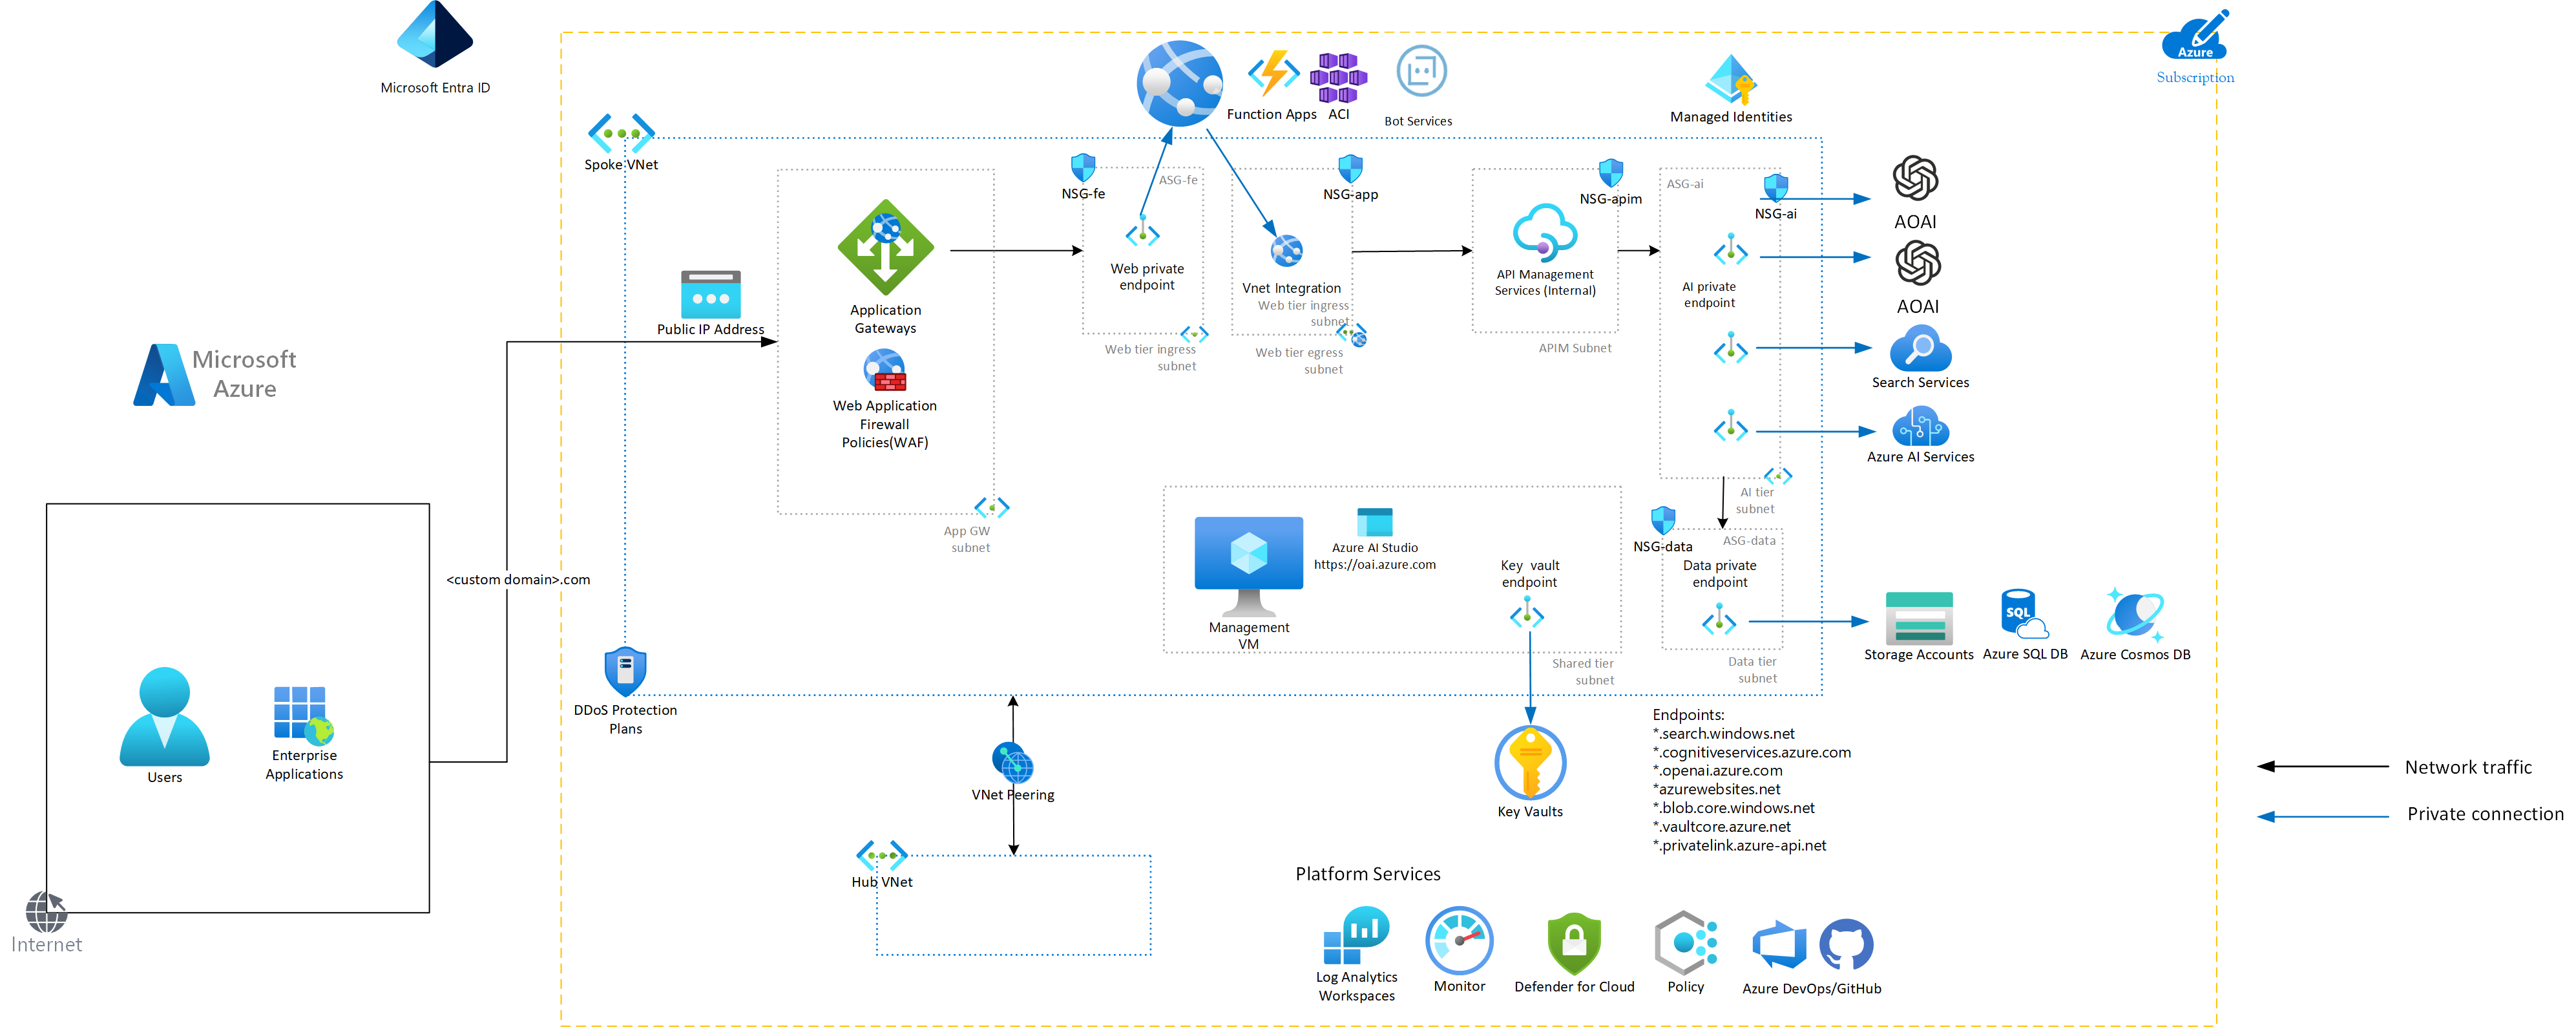 Microsoft Entra ID
Azure
Subscription
Function Apps
ACI
Bot Services
Managed Identities
Spoke VNet
NSG-fe
ASG-fe
NSG-app
NSG-apim
ASG-ai
NSG-ai
AOAI
AOAI
Search Services
Azure AI Services
Public IP Address
Application
Gateways
Web Application
Firewall
Policies(WAF)
App GW
subnet
Web private
endpoint
Web tier ingress
subnet
Vnet Integration
Web tier ingress
subnet
Web tier egress
subnet
API Management
Services (Internal)
APIM Subnet
AI private
endpoint
AI tier
subnet
Microsoft
Azure
<custom domain>.com
Users
Enterprise
Applications
Internet
Management
VM
Azure AI Studio
https://oai.azure.com
Key vault
endpoint
Shared tier
subnet
NSG-data
ASG-data
Data private
endpoint
Data tier
subnet
Storage Accounts
SQL
Azure SQL DB
Azure Cosmos DB
DDoS Protection
Plans
VNet Peering
Hub VNet
Key Vaults
Endpoints:
*.search.windows.net
*.cognitiveservices.azure.com
*.openai.azure.com
*azurewebsites.net
*.blob.core.windows.net
*.vaultcore.azure.net
*.privatelink.azure-api.net
Network traffic
Private connection
Platform Services
Log Analytics
Workspaces
Monitor
Defender for Cloud
Policy
Azure DevOps/GitHub